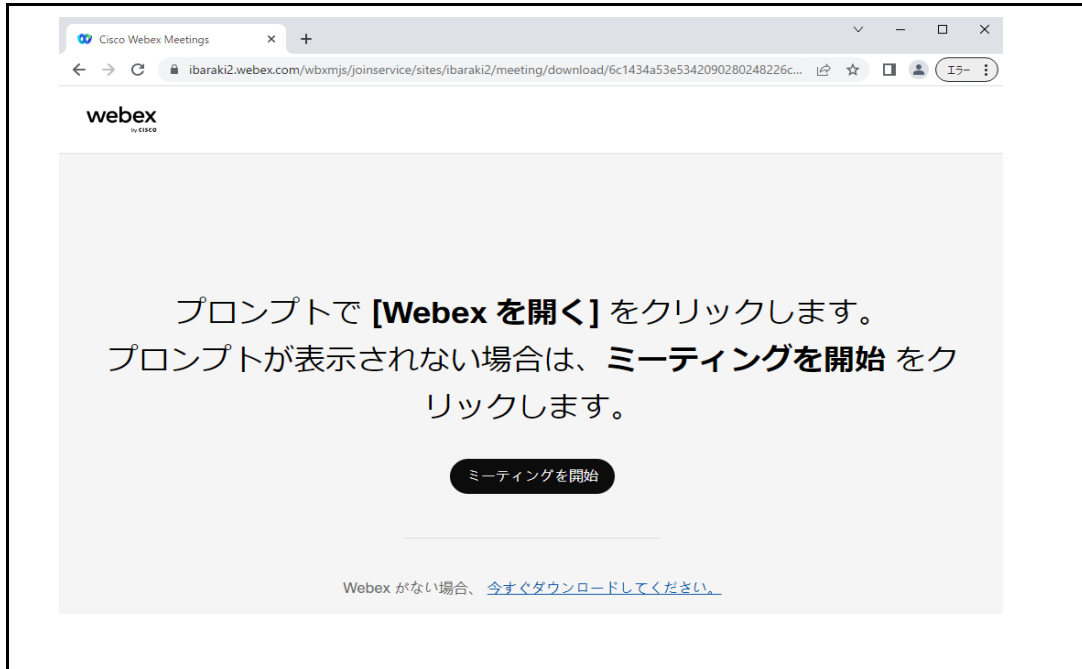 Cisco Webex Meetings
ibaraki2.webex.com/wbxmjs/joinservice/sites/ibaraki2/meeting/download/6c1434a53e5342090280248226c...
エラー
webex
by CISCO
プロンプトで [Webex を開く] をクリックします。
プロンプトが表示されない場合は、ミーティングを開始 をク
リックします。
ミーティングを開始
Webex がない場合、 今すぐダウンロードしてください。